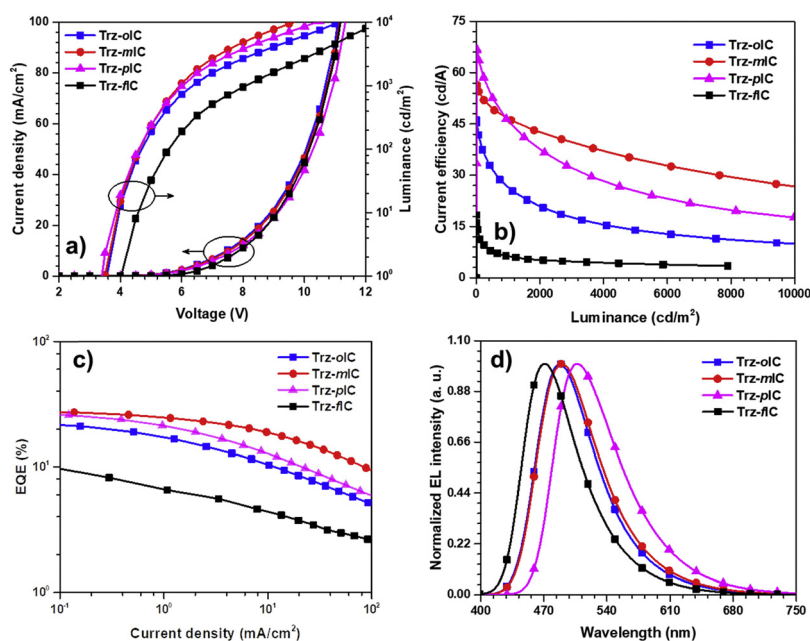 a)
Current density (mA/cm²)
100
80
60
40
20
0
Trz-oIC
Trz-mIC
Trz-pIC
Trz-fIC
10⁴
10³
10²
10¹
10⁰
Luminance (cd/m²)
2 4 6 8 10 12
Voltage (V)
b)
Current efficiency (cd/A)
75
60
45
30
15
0
Trz-oIC
Trz-mIC
Trz-pIC
Trz-fIC
0 2000 4000 6000 8000 10000
Luminance (cd/m²)
c)
EQE (%)
10²
10¹
10⁰
Trz-oIC
Trz-mIC
Trz-pIC
Trz-fIC
10⁻¹ 10⁰ 10¹ 10²
Current density (mA/cm²)
d)
Normalized EL intensity (a. u.)
1.10
0.88
0.66
0.44
0.22
0.00
Trz-oIC
Trz-mIC
Trz-pIC
Trz-fIC
400 470 540 610 680 750
Wavelength (nm)